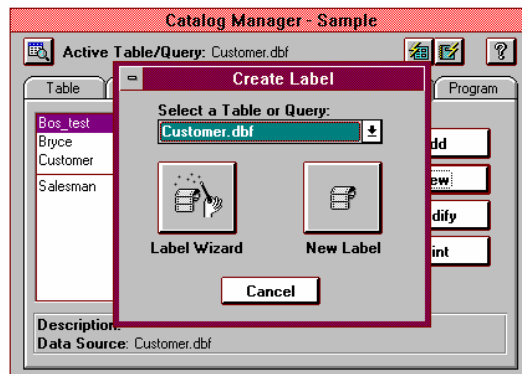 Catalog Manager - Sample
Active Table/Query: Customer.dbf
?
Table
Program
Create Label
Select a Table or Query:
Customer.dbf
Bos_test
Bryce
Customer
Salesman
dd
ew
dify
int
Label Wizard
New Label
Cancel
Description:
Data Source: Customer.dbf